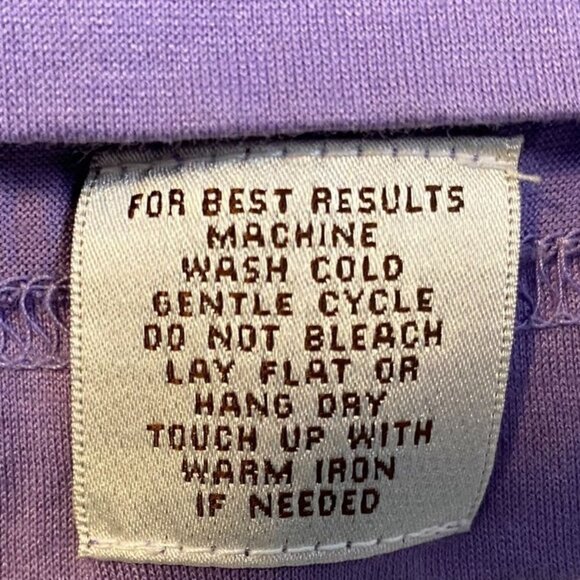 FOR BEST RESULTS
MACHINE
WASH COLD
GENTLE CYCLE
DO NOT BLEACH
LAY FLAT OR
HANG DRY
TOUCH UP WITH
WARM IRON
IF NEEDED